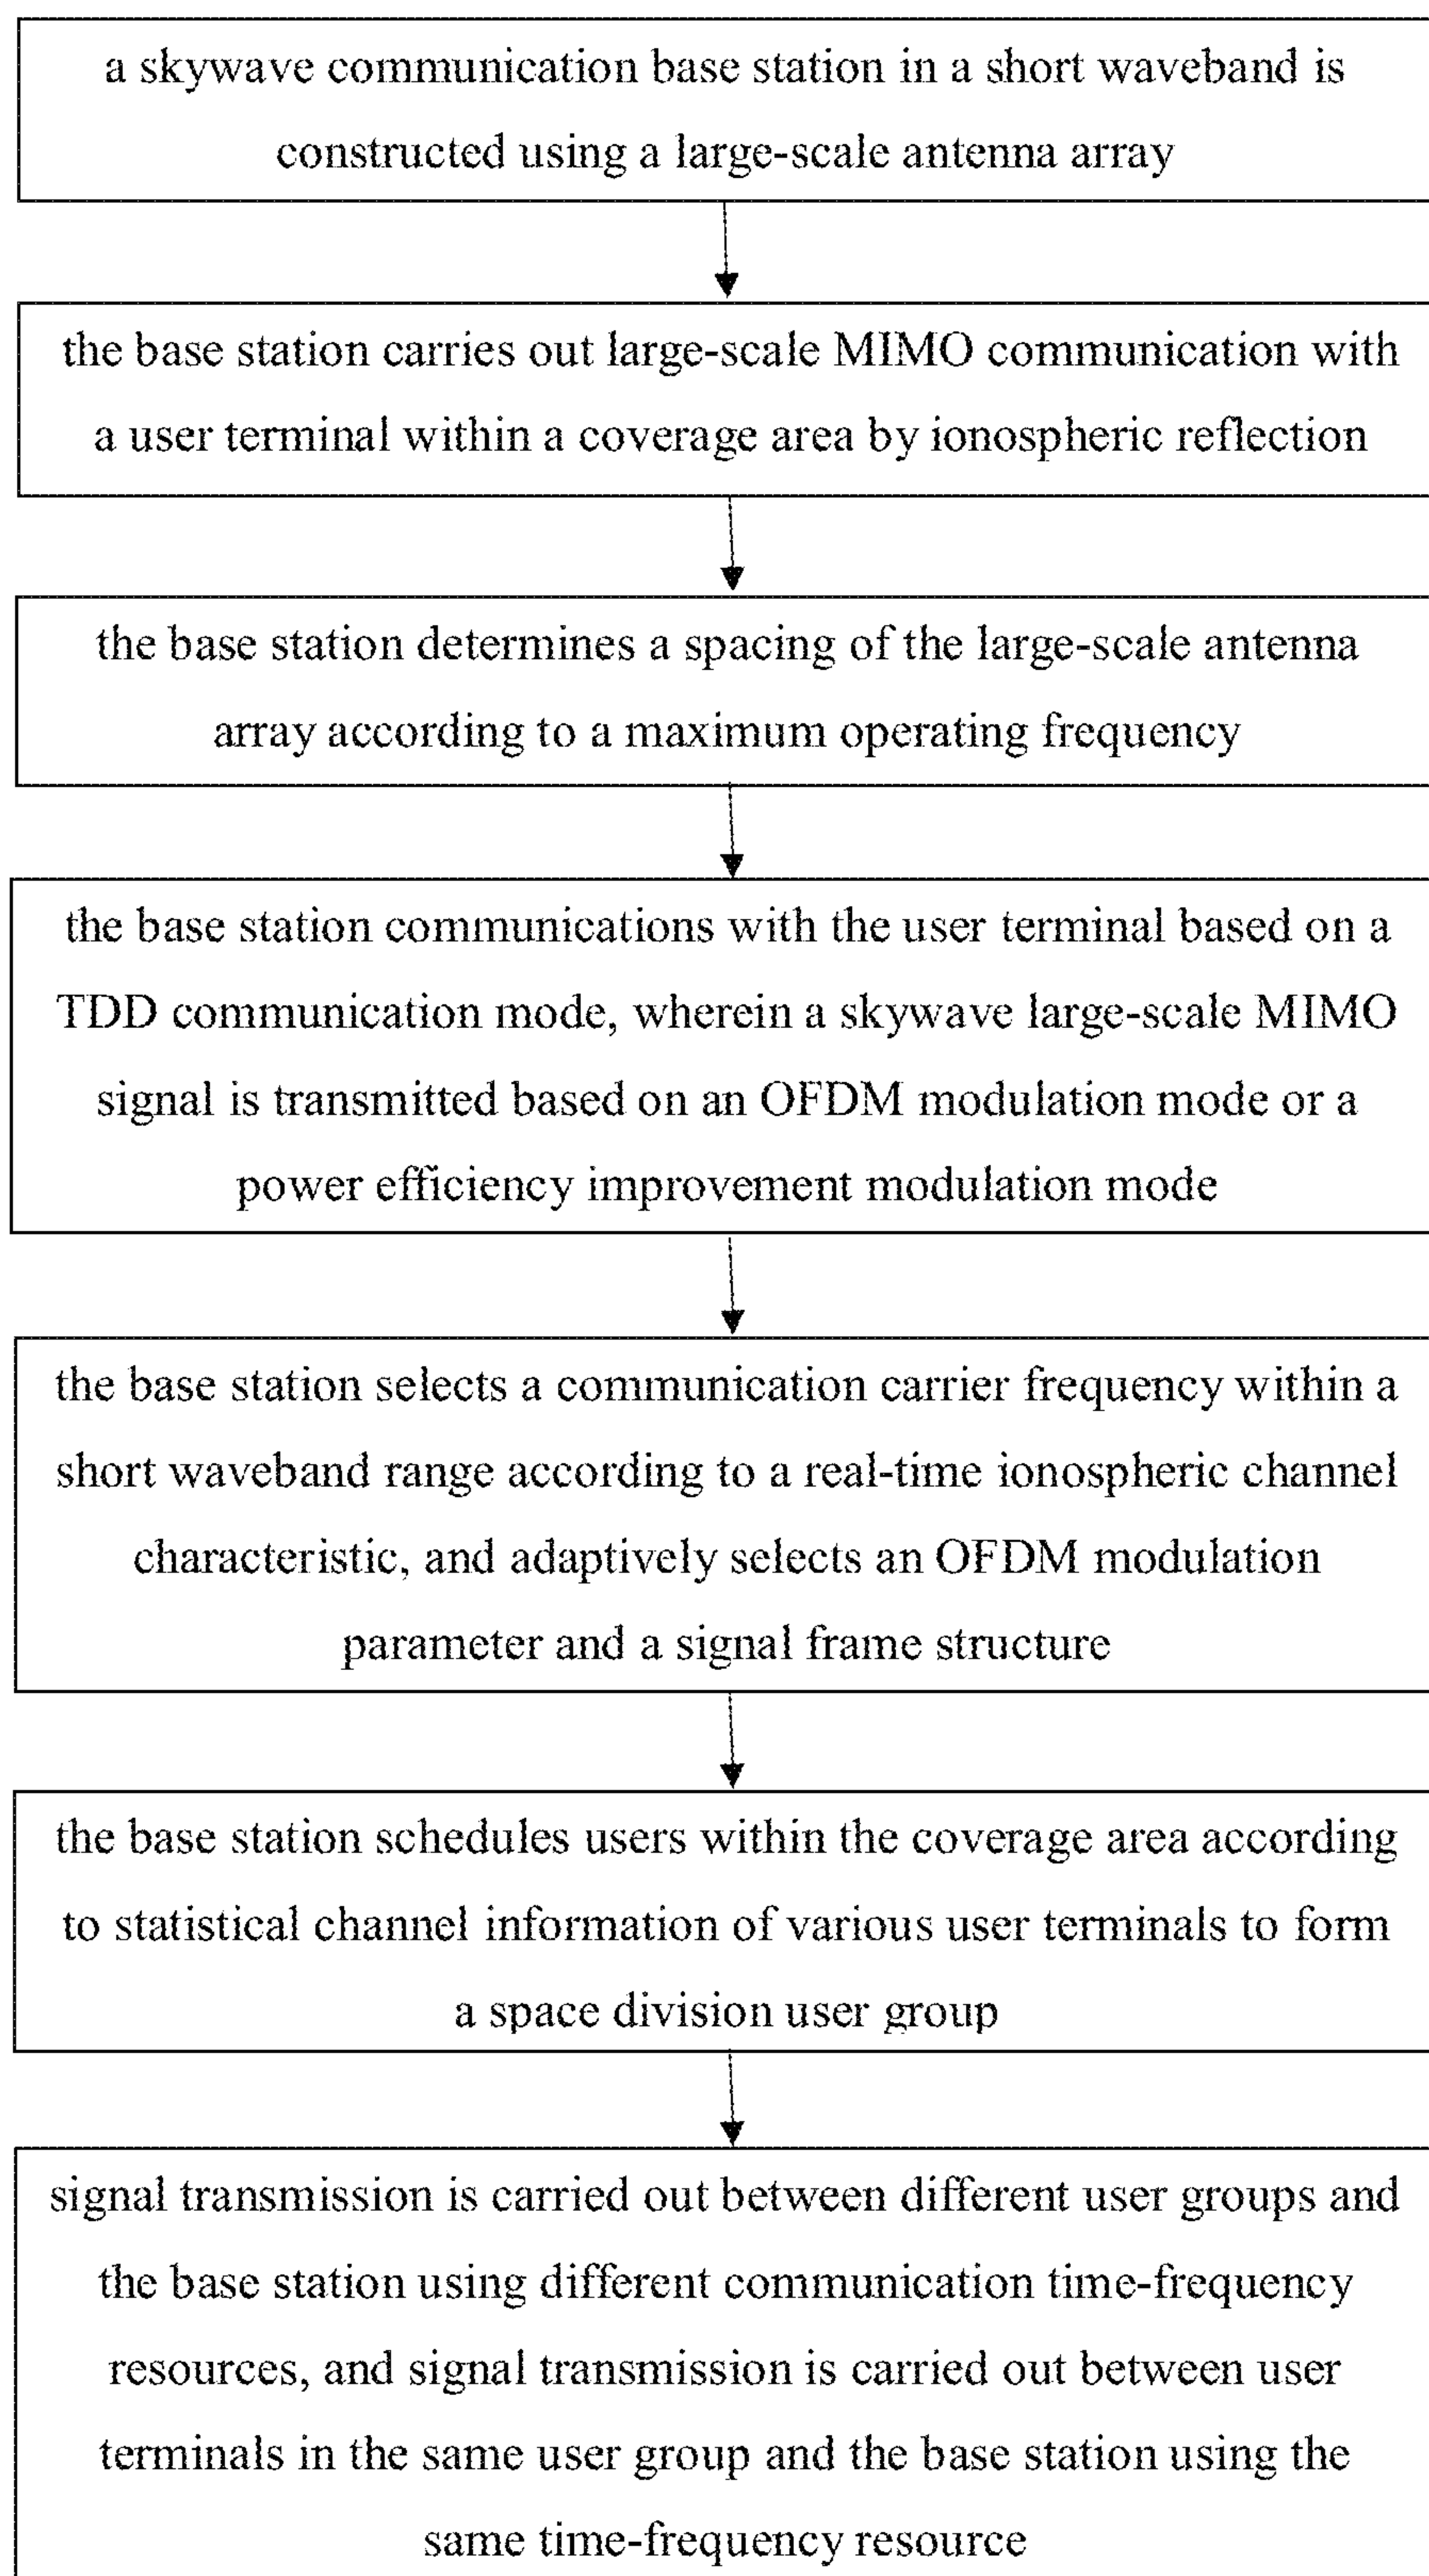 a skywave communication base station in a short waveband is
constructed using a large-scale antenna array
the base station carries out large-scale MIMO communication with
a user terminal within a coverage area by ionospheric reflection
the base station determines a spacing of the large-scale antenna
array according to a maximum operating frequency
the base station communications with the user terminal based on a
TDD communication mode, wherein a skywave large-scale MIMO
signal is transmitted based on an OFDM modulation mode or a
power efficiency improvement modulation mode
the base station selects a communication carrier frequency within a
short waveband range according to a real-time ionospheric channel
characteristic, and adaptively selects an OFDM modulation
parameter and a signal frame structure
the base station schedules users within the coverage area according
to statistical channel information of various user terminals to form
a space division user group
signal transmission is carried out between different user groups and
the base station using different communication time-frequency
resources, and signal transmission is carried out between user
terminals in the same user group and the base station using the
same time-frequency resource